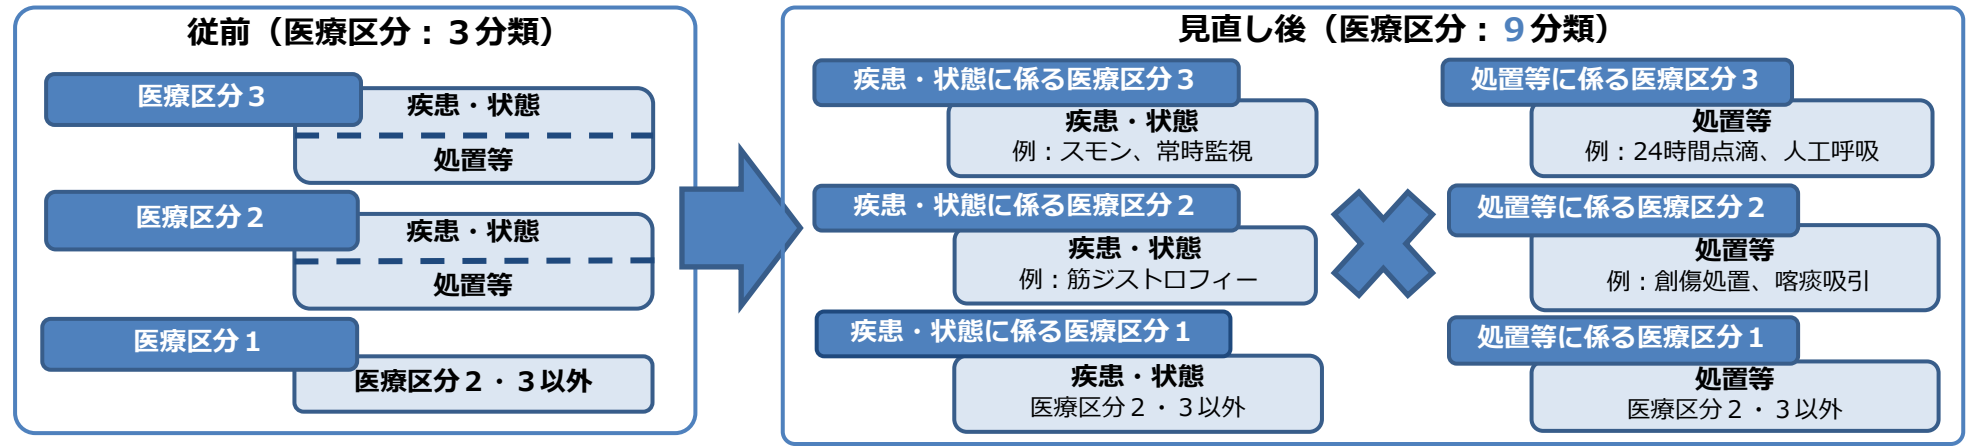 従前（医療区分：３分類）
医療区分３
疾患・状態
処置等
医療区分２
疾患・状態
処置等
医療区分１
医療区分２・３以外
見直し後（医療区分：９分類）
疾患・状態に係る医療区分３
疾患・状態
例：スモン、常時監視
疾患・状態に係る医療区分２
疾患・状態
例：筋ジストロフィー
疾患・状態に係る医療区分１
疾患・状態
医療区分２・３以外
処置等に係る医療区分３
処置等
例：24時間点滴、人工呼吸
処置等に係る医療区分２
処置等
例：創傷処置、喀痰吸引
処置等に係る医療区分１
処置等
医療区分２・３以外